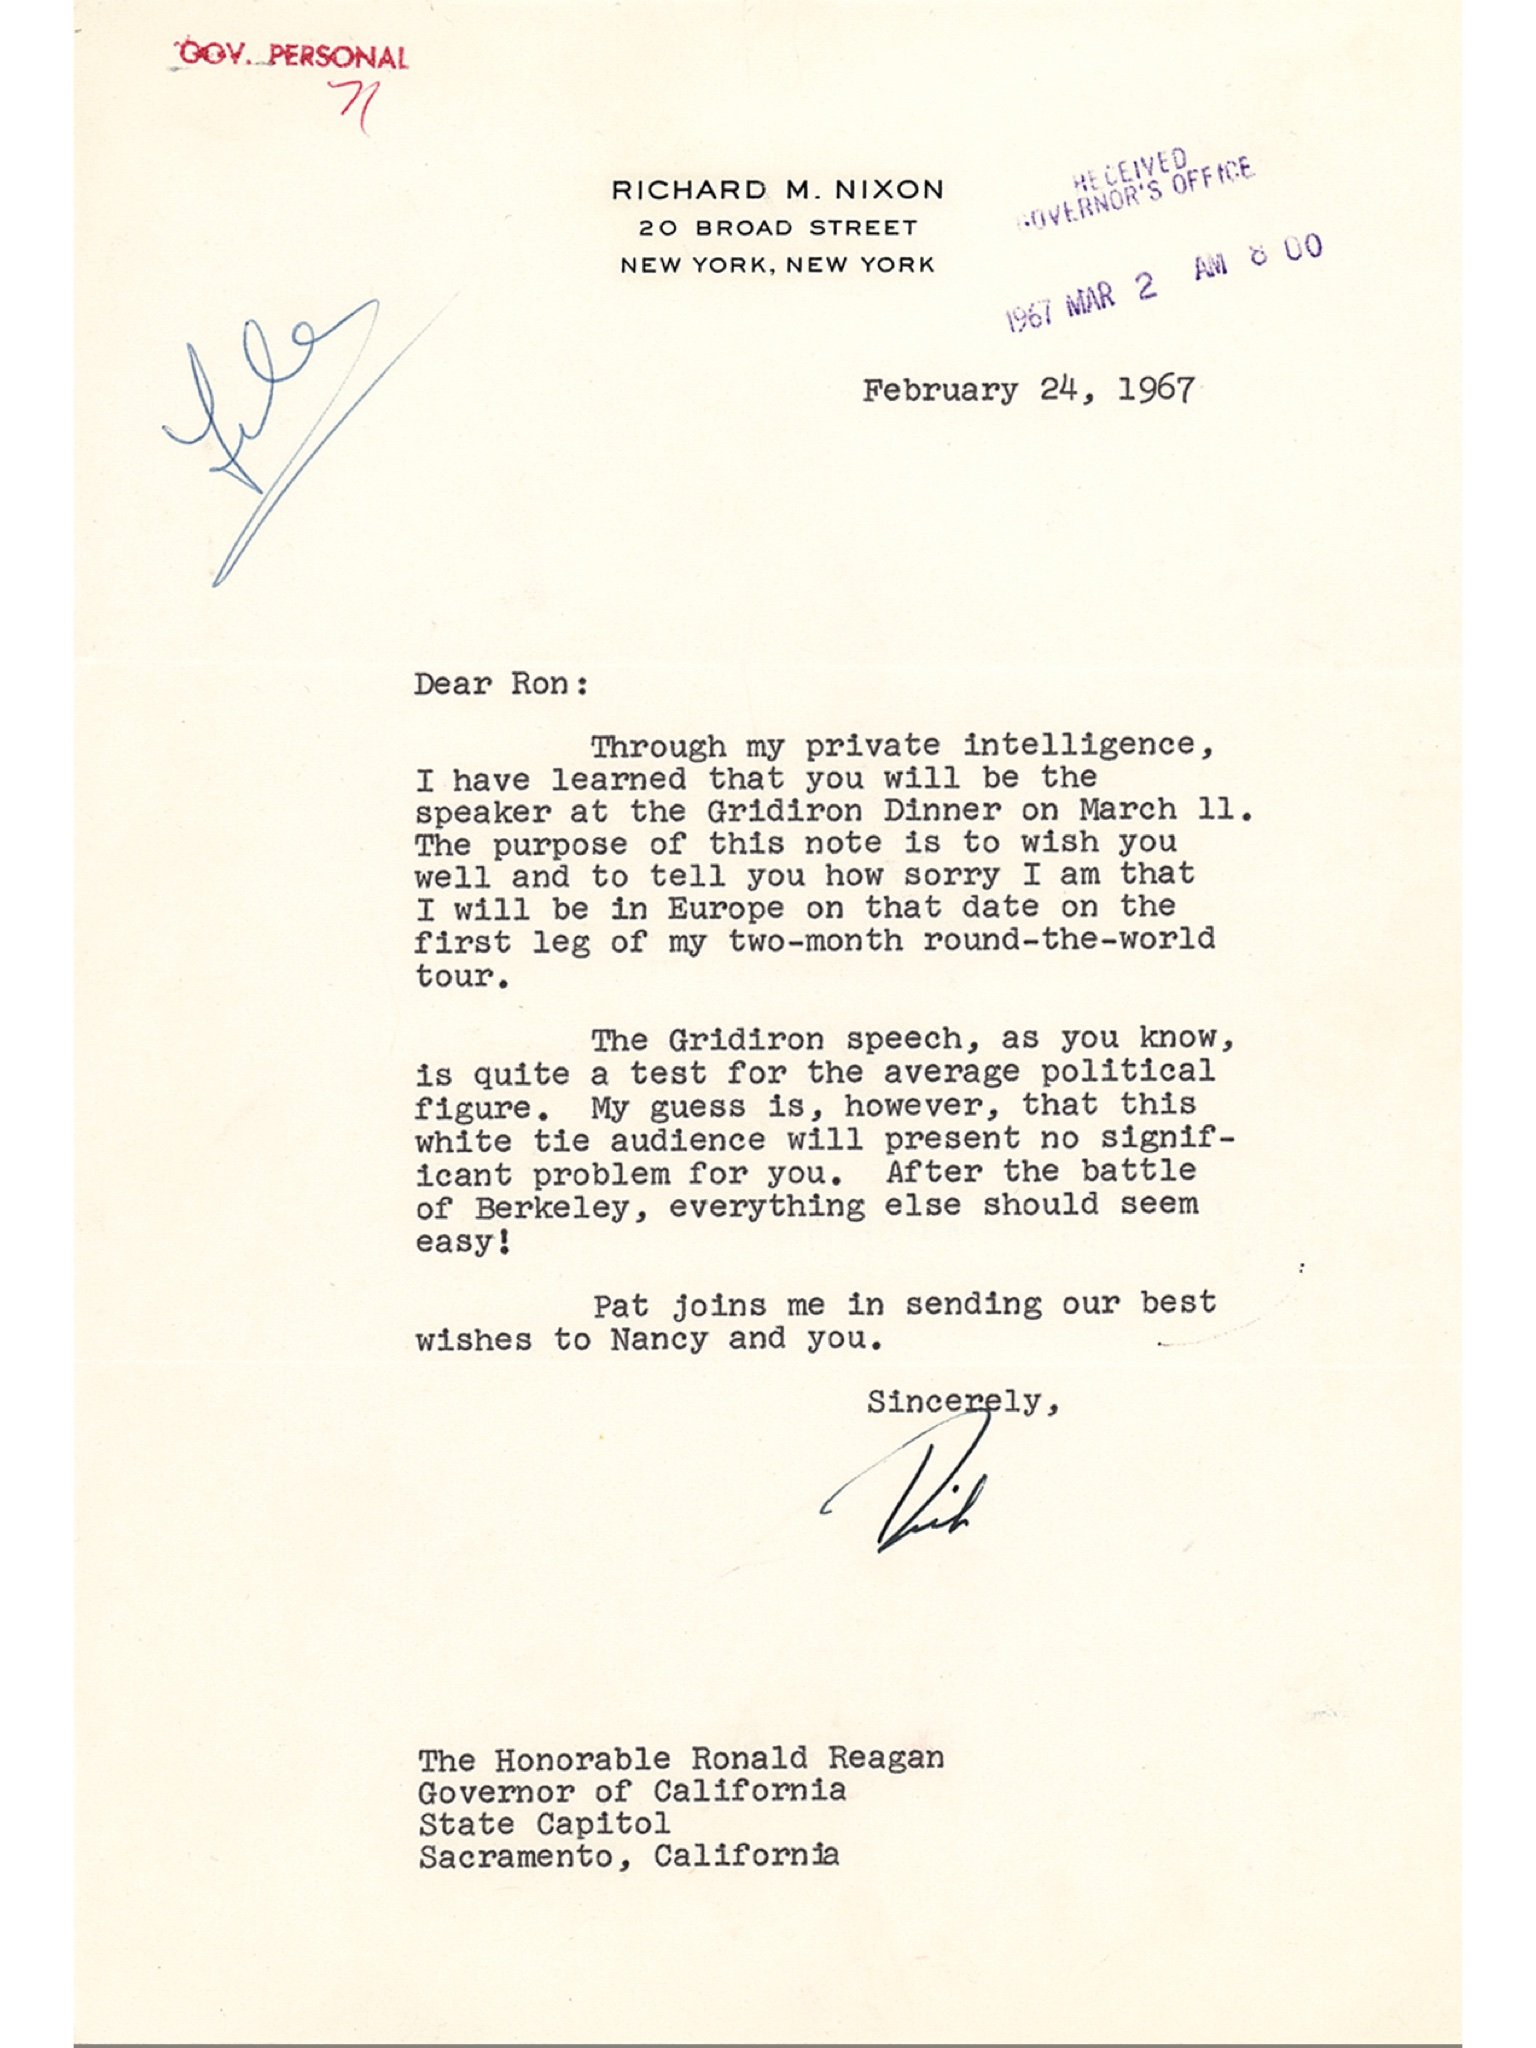 GOV. PERSONAL
RICHARD M. NIXON
20 BROAD STREET
NEW YORK, NEW YORK
RECEIVED
GOVERNOR'S OFFICE
1967 MAR 2 AM 8 00
File
February 24, 1967
Dear Ron:
Through my private intelligence,
I have learned that you will be the
speaker at the Gridiron Dinner on March 11.
The purpose of this note is to wish you
well and to tell you how sorry I am that
I will be in Europe on that date on the
first leg of my two-month round-the-world
tour.
The Gridiron speech, as you know,
is quite a test for the average political
figure. My guess is, however, that this
white tie audience will present no signif-
icant problem for you. After the battle
of Berkeley, everything else should seem
easy!
Pat joins me in sending our best
wishes to Nancy and you.
Sincerely,
Dick
The Honorable Ronald Reagan
Governor of California
State Capitol
Sacramento, California